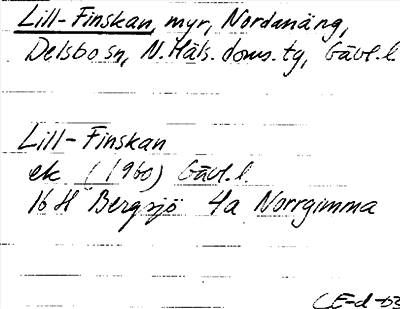 Lill-Finskan, myr, Nordanäng,
Delsbo sn, N. Häls. doms. tg, Gävl. l.
Lill-Finskan
ek (1960) Gävl. l
16 H Bergsjö 4a Norrgimma
CE-d-03